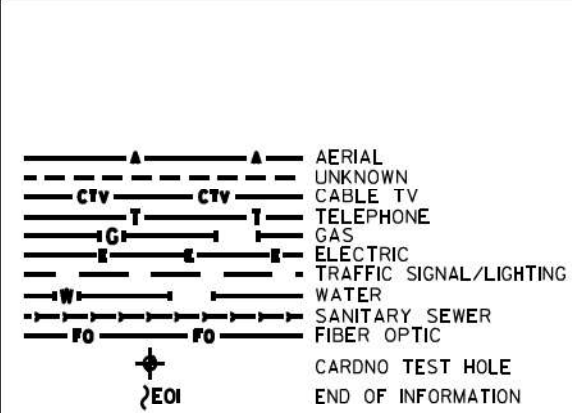 A A AERIAL
UNKNOWN
CTV CTV CABLE TV
T T TELEPHONE
G GAS
E E E ELECTRIC
TRAFFIC SIGNAL/LIGHTING
W WATER
SANITARY SEWER
FO FO FIBER OPTIC
CARDNO TEST HOLE
EOI END OF INFORMATION